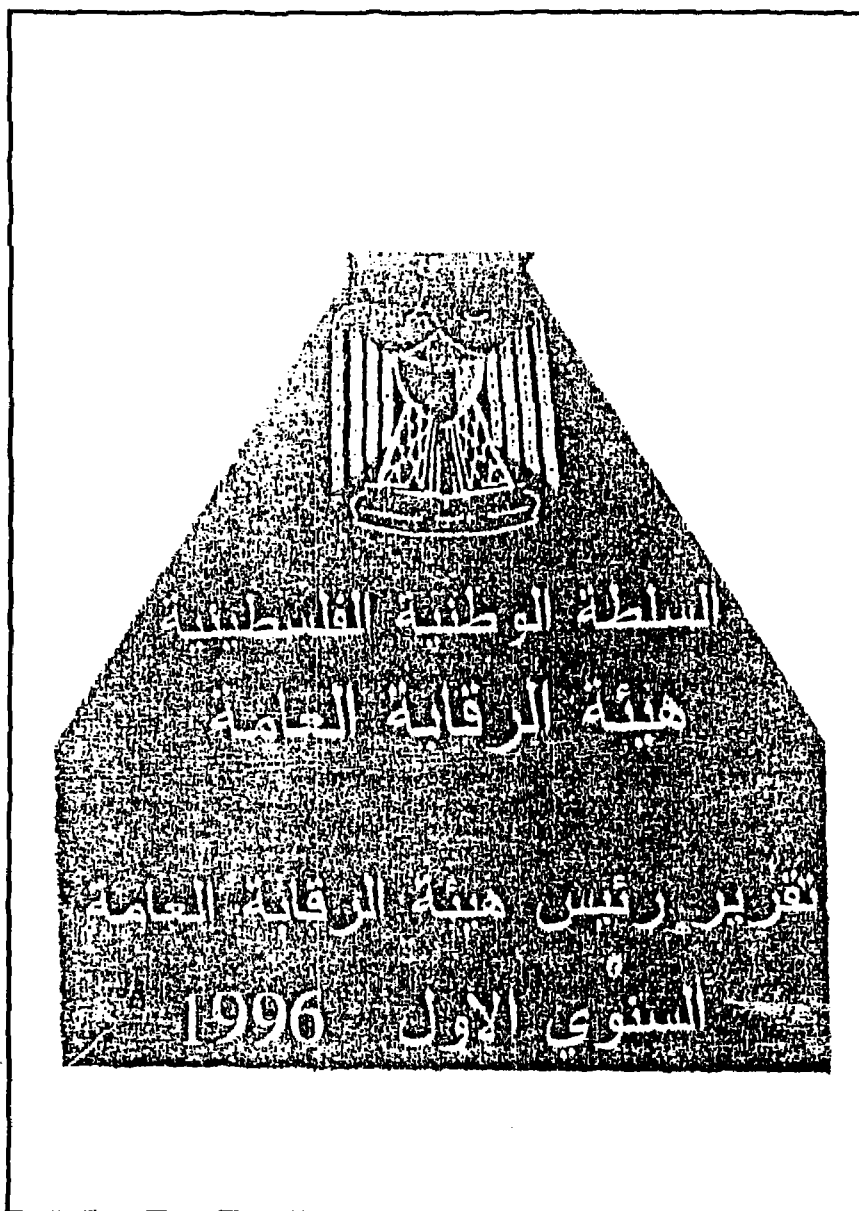 السلطة الوطنية الفلسطينية
هيئة الرقابة العامة
تقرير رئيس هيئة الرقابة العامة
السنوي الاول 1996